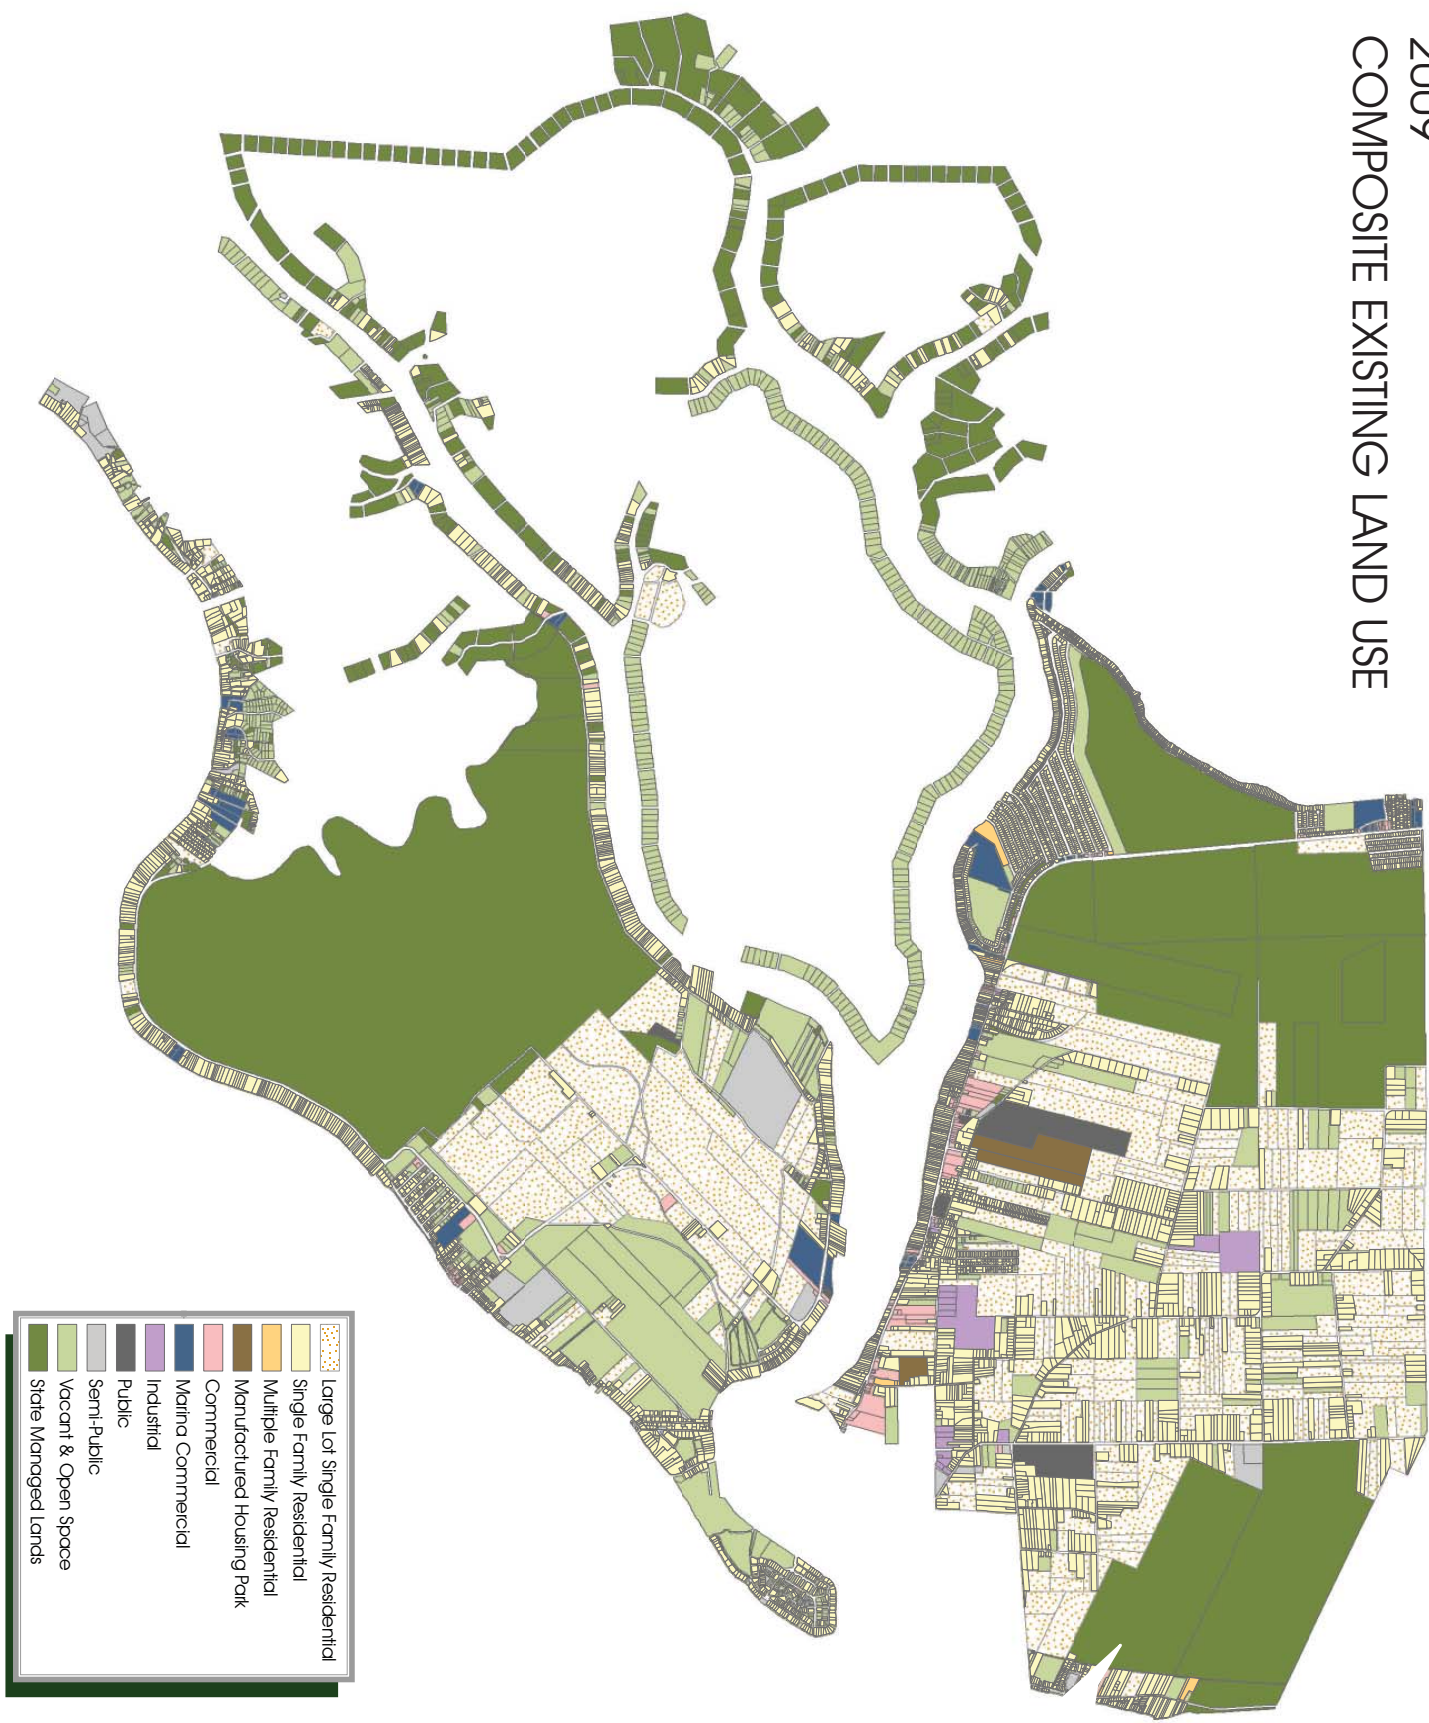 2009
COMPOSITE EXISTING LAND USE
Large Lot Single Family Residential
Single Family Residential
Multiple Family Residential
Manufactured Housing Park
Commercial
Marina Commercial
Industrial
Public
Semi-Public
Vacant & Open Space
State Managed Lands